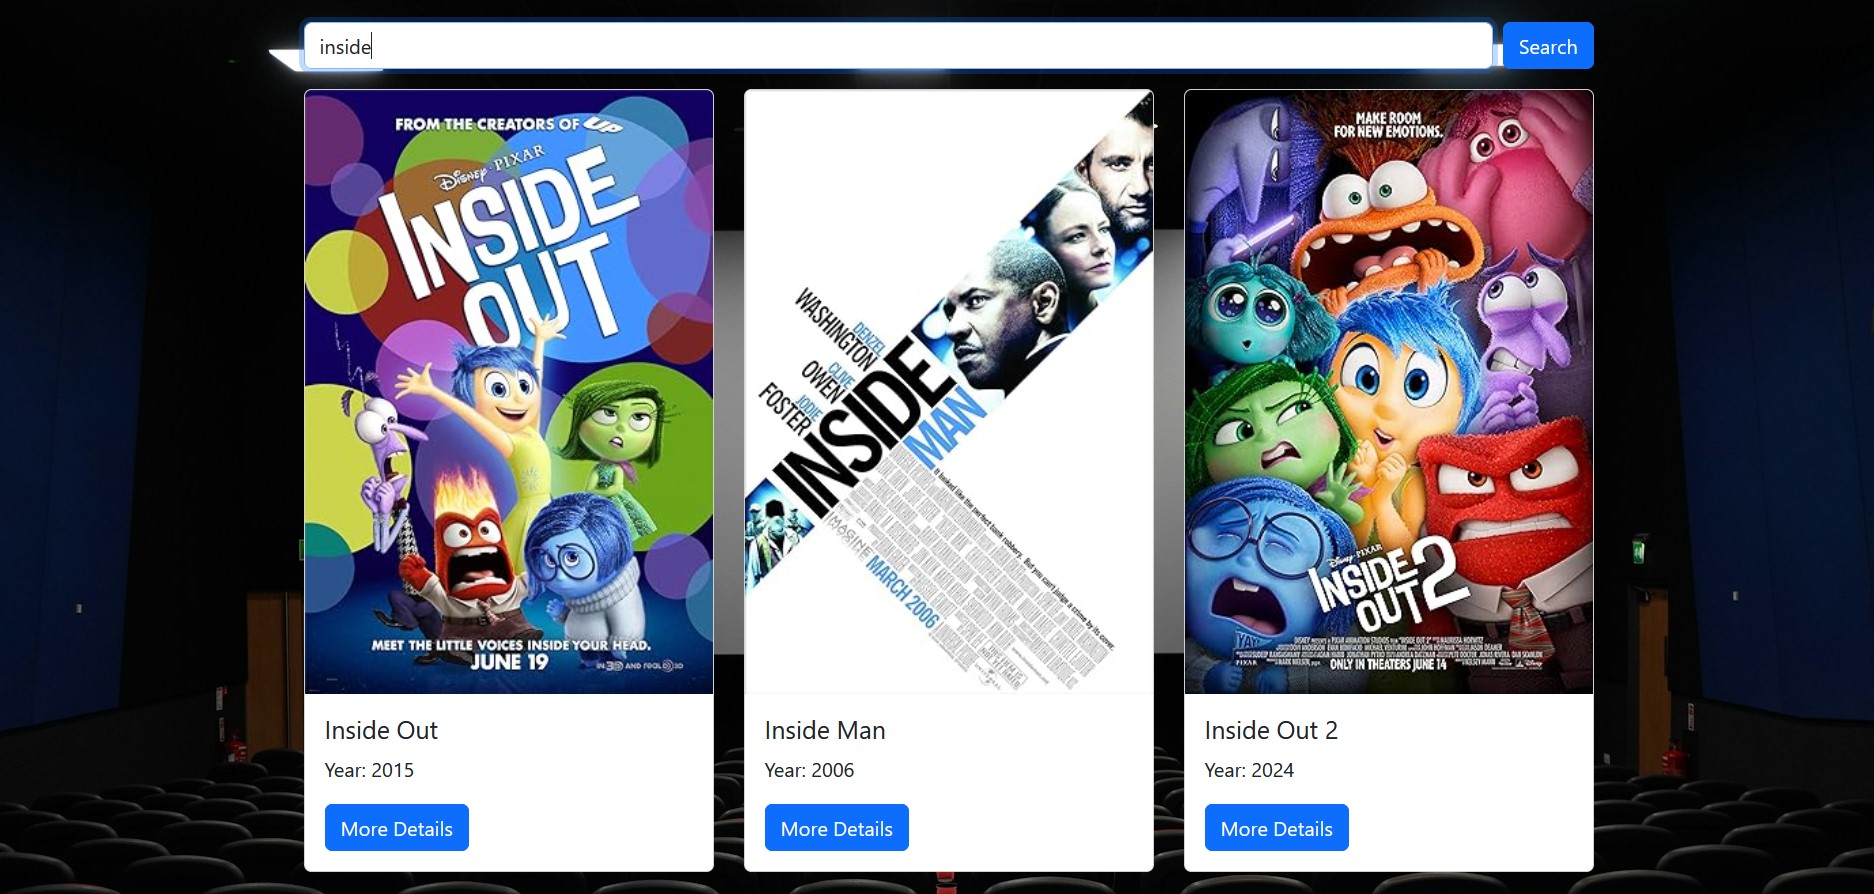 inside
Search
FROM THE CREATORS OF UP
DISNEY·PIXAR
INSIDE
OUT
MEET THE LITTLE VOICES INSIDE YOUR HEAD.
JUNE 19
IN 3D AND REAL D 3D
DENZEL
WASHINGTON
CLIVE
OWEN
JODIE
FOSTER
INSIDE
MAN
It looked like the perfect bank robbery. But you can't judge a crime by its cover.
IMAGINE
MARCH 2006
MAKE ROOM
FOR NEW EMOTIONS.
DISNEY·PIXAR
INSIDE
OUT 2
PIXAR
ONLY IN THEATERS JUNE 14
Inside Out
Year: 2015
More Details
Inside Man
Year: 2006
More Details
Inside Out 2
Year: 2024
More Details